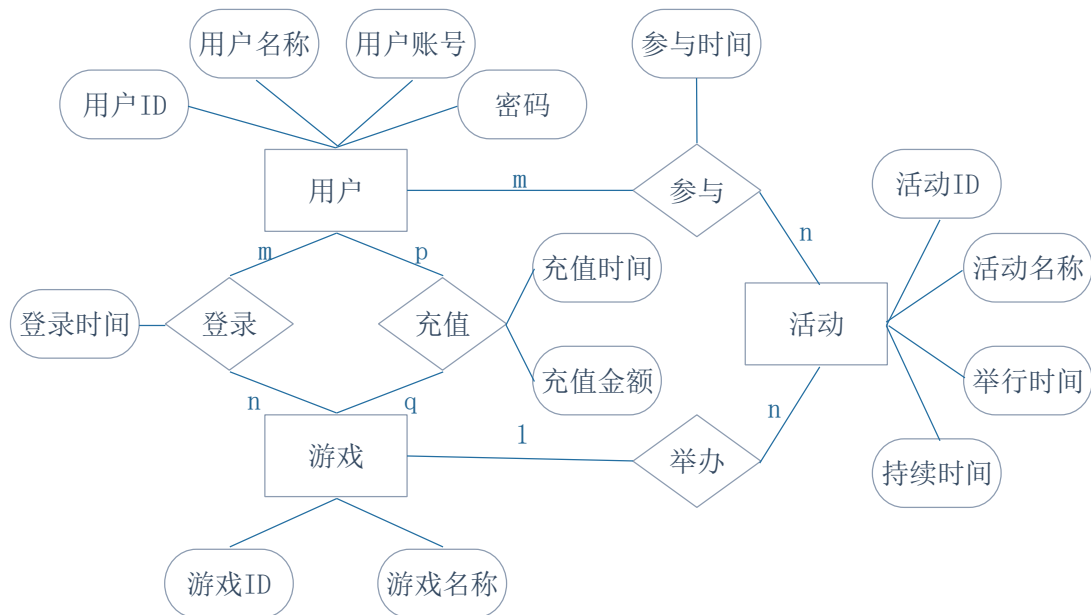 用户名称
用户账号
参与时间
用户ID
密码
用户
m
参与
活动ID
n
m
p
充值时间
活动名称
登录时间
登录
充值
活动
充值金额
举行时间
n
q
n
游戏
1
举办
持续时间
游戏ID
游戏名称